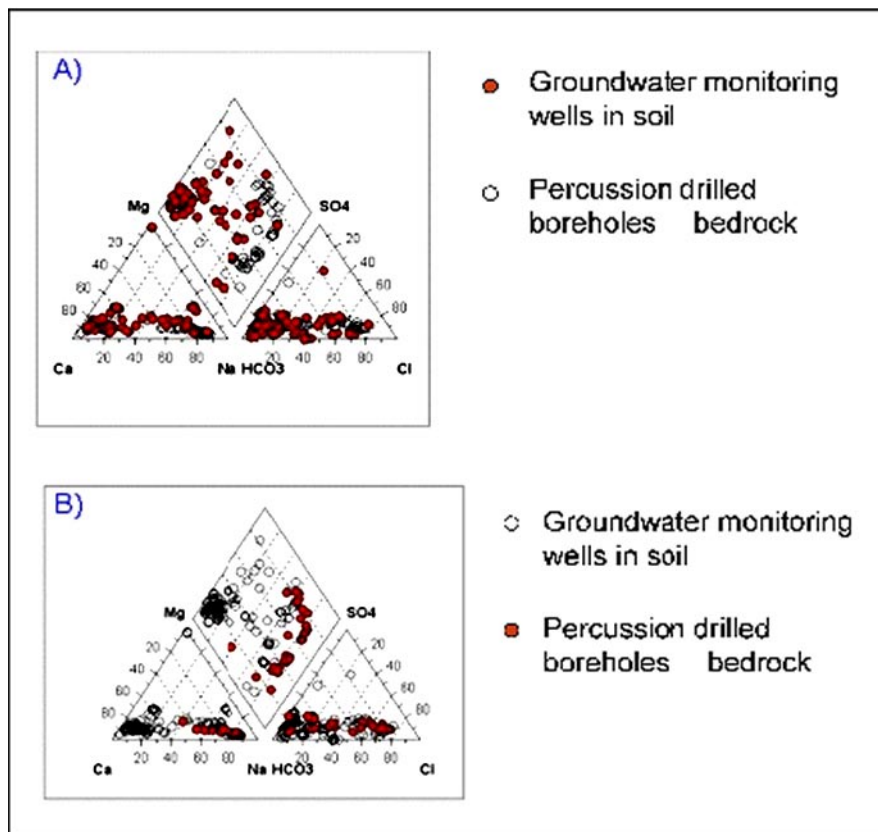 A)
Groundwater monitoring
wells in soil
Percussion drilled
boreholes bedrock
Mg SO4
20 20
40 40
60 60
80 80
20 40 60 80 20 40 60 80
Ca Na HCO3 Cl
B)
Groundwater monitoring
wells in soil
Percussion drilled
boreholes bedrock
Mg SO4
20 20
40 40
60 60
80 80
20 40 60 80 20 40 60 80
Ca Na HCO3 Cl